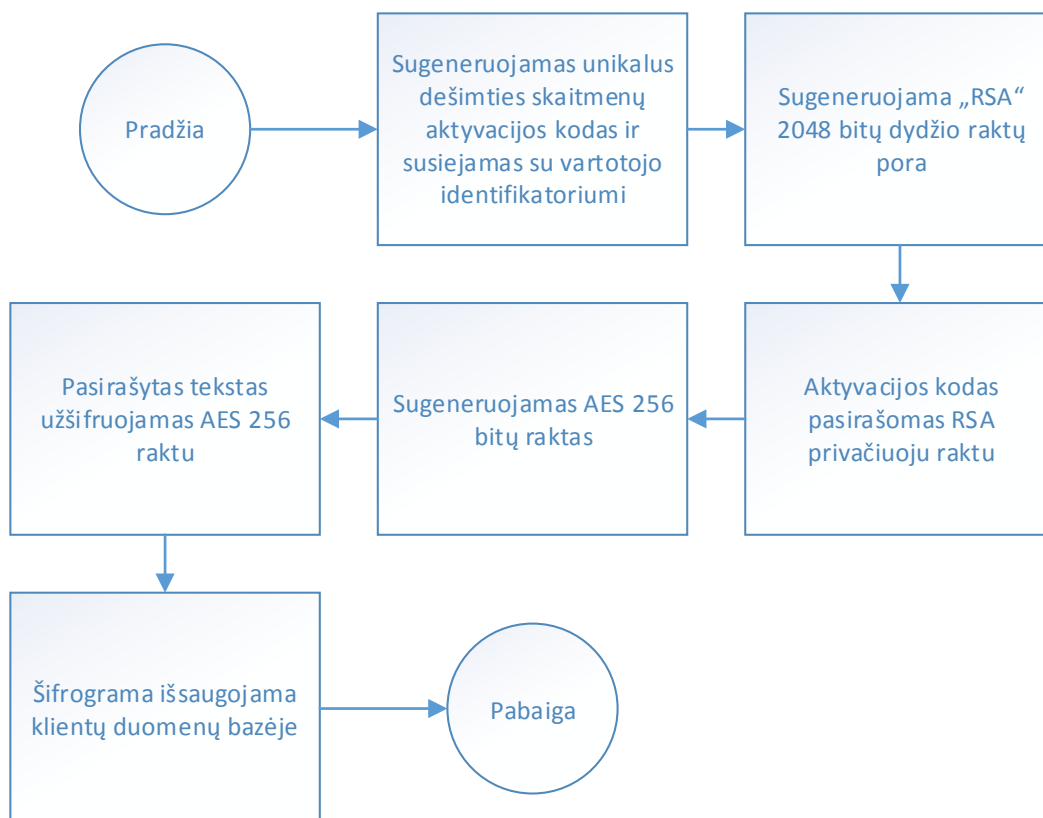 Pradžia
Sugeneruojamas unikalus
dešimties skaitmenų
aktyvacijos kodas ir
susiejamas su vartotojo
identifikatoriumi
Sugeneruojama „RSA“
2048 bitų dydžio raktų
pora
Aktyvacijos kodas
pasirašomas RSA
privačiuoju raktu
Sugeneruojamas AES 256
bitų raktas
Pasirašytas tekstas
užšifruojamas AES 256
raktu
Šifrograma išsaugojama
klientų duomenų bazėje
Pabaiga